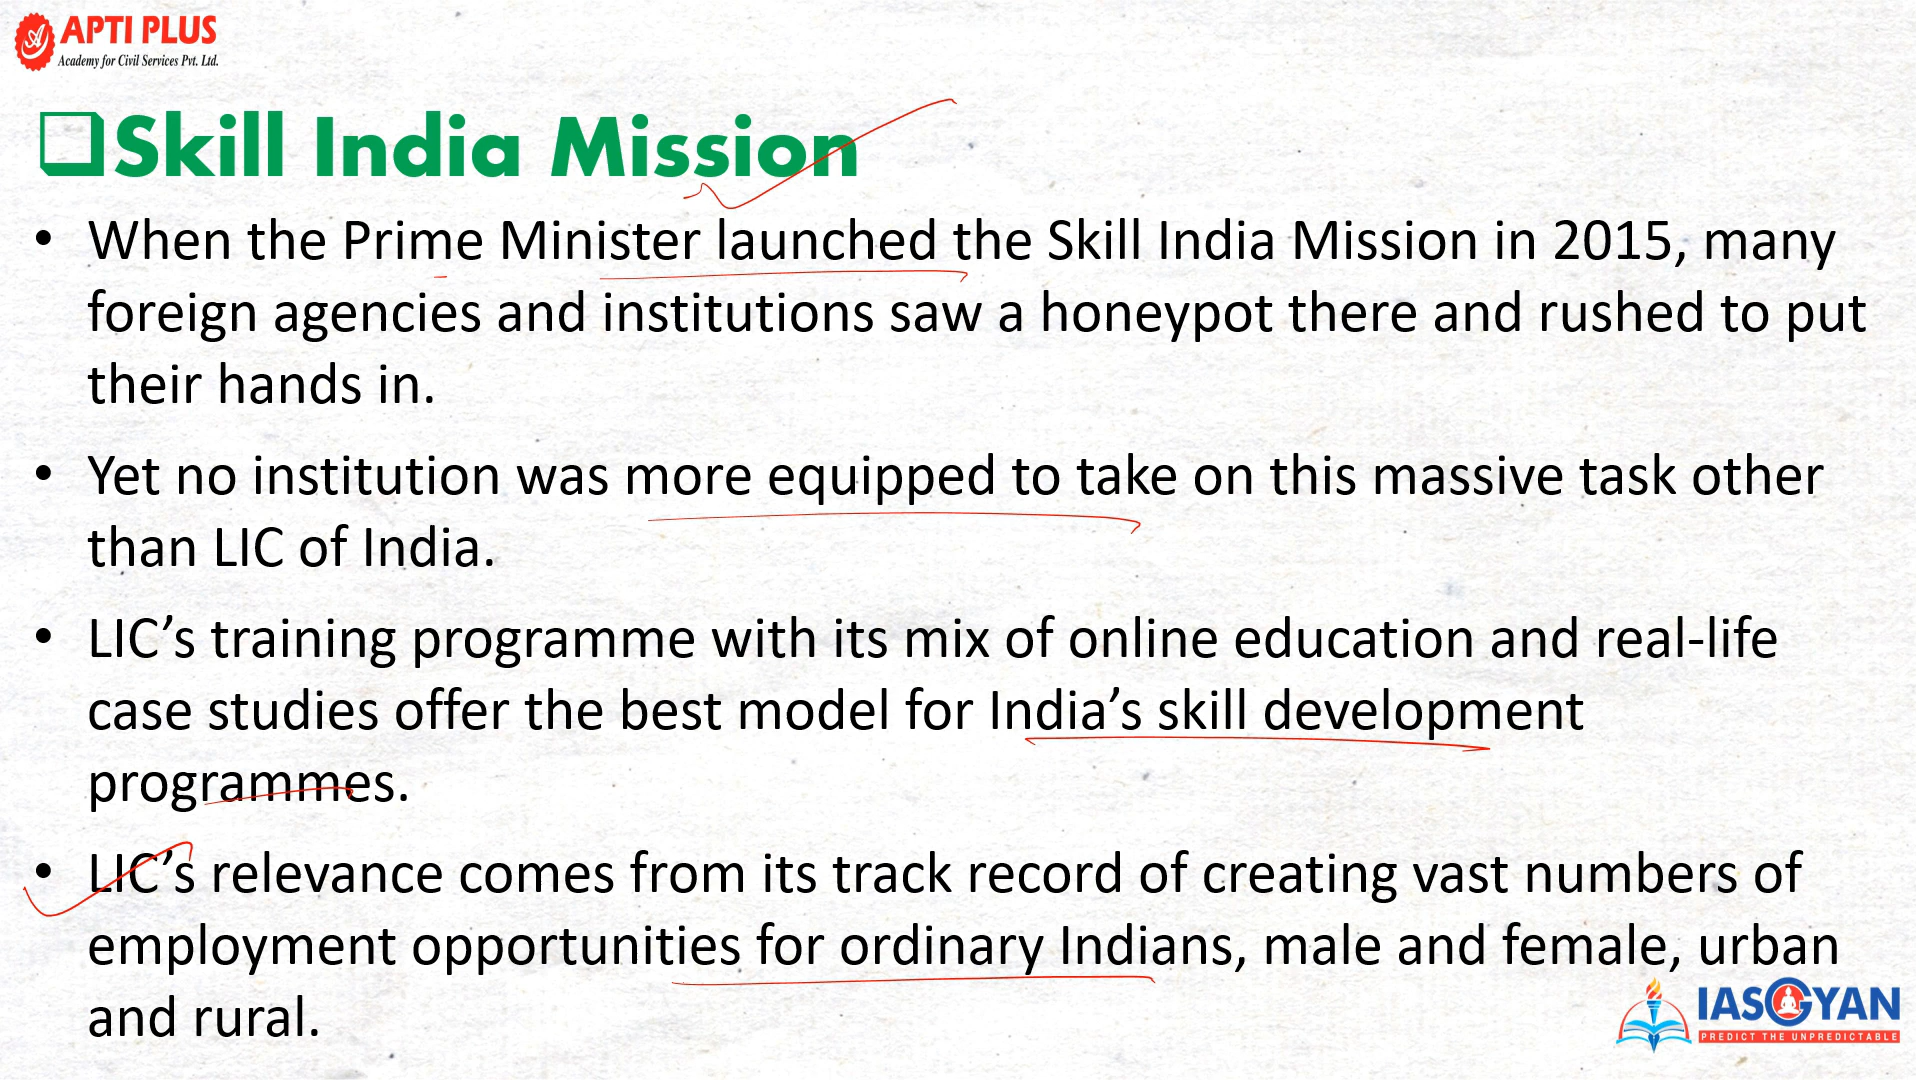 APTI PLUS
Academy for Civil Services Pvt. Ltd.
Skill India Mission
• When the Prime Minister launched the Skill India Mission in 2015, many
foreign agencies and institutions saw a honeypot there and rushed to put
their hands in.
• Yet no institution was more equipped to take on this massive task other
than LIC of India.
• LIC’s training programme with its mix of online education and real-life
case studies offer the best model for India’s skill development
programmes.
• LIC’s relevance comes from its track record of creating vast numbers of
employment opportunities for ordinary Indians, male and female, urban
and rural.
IASGYAN
PREDICT THE UNPREDICTABLE